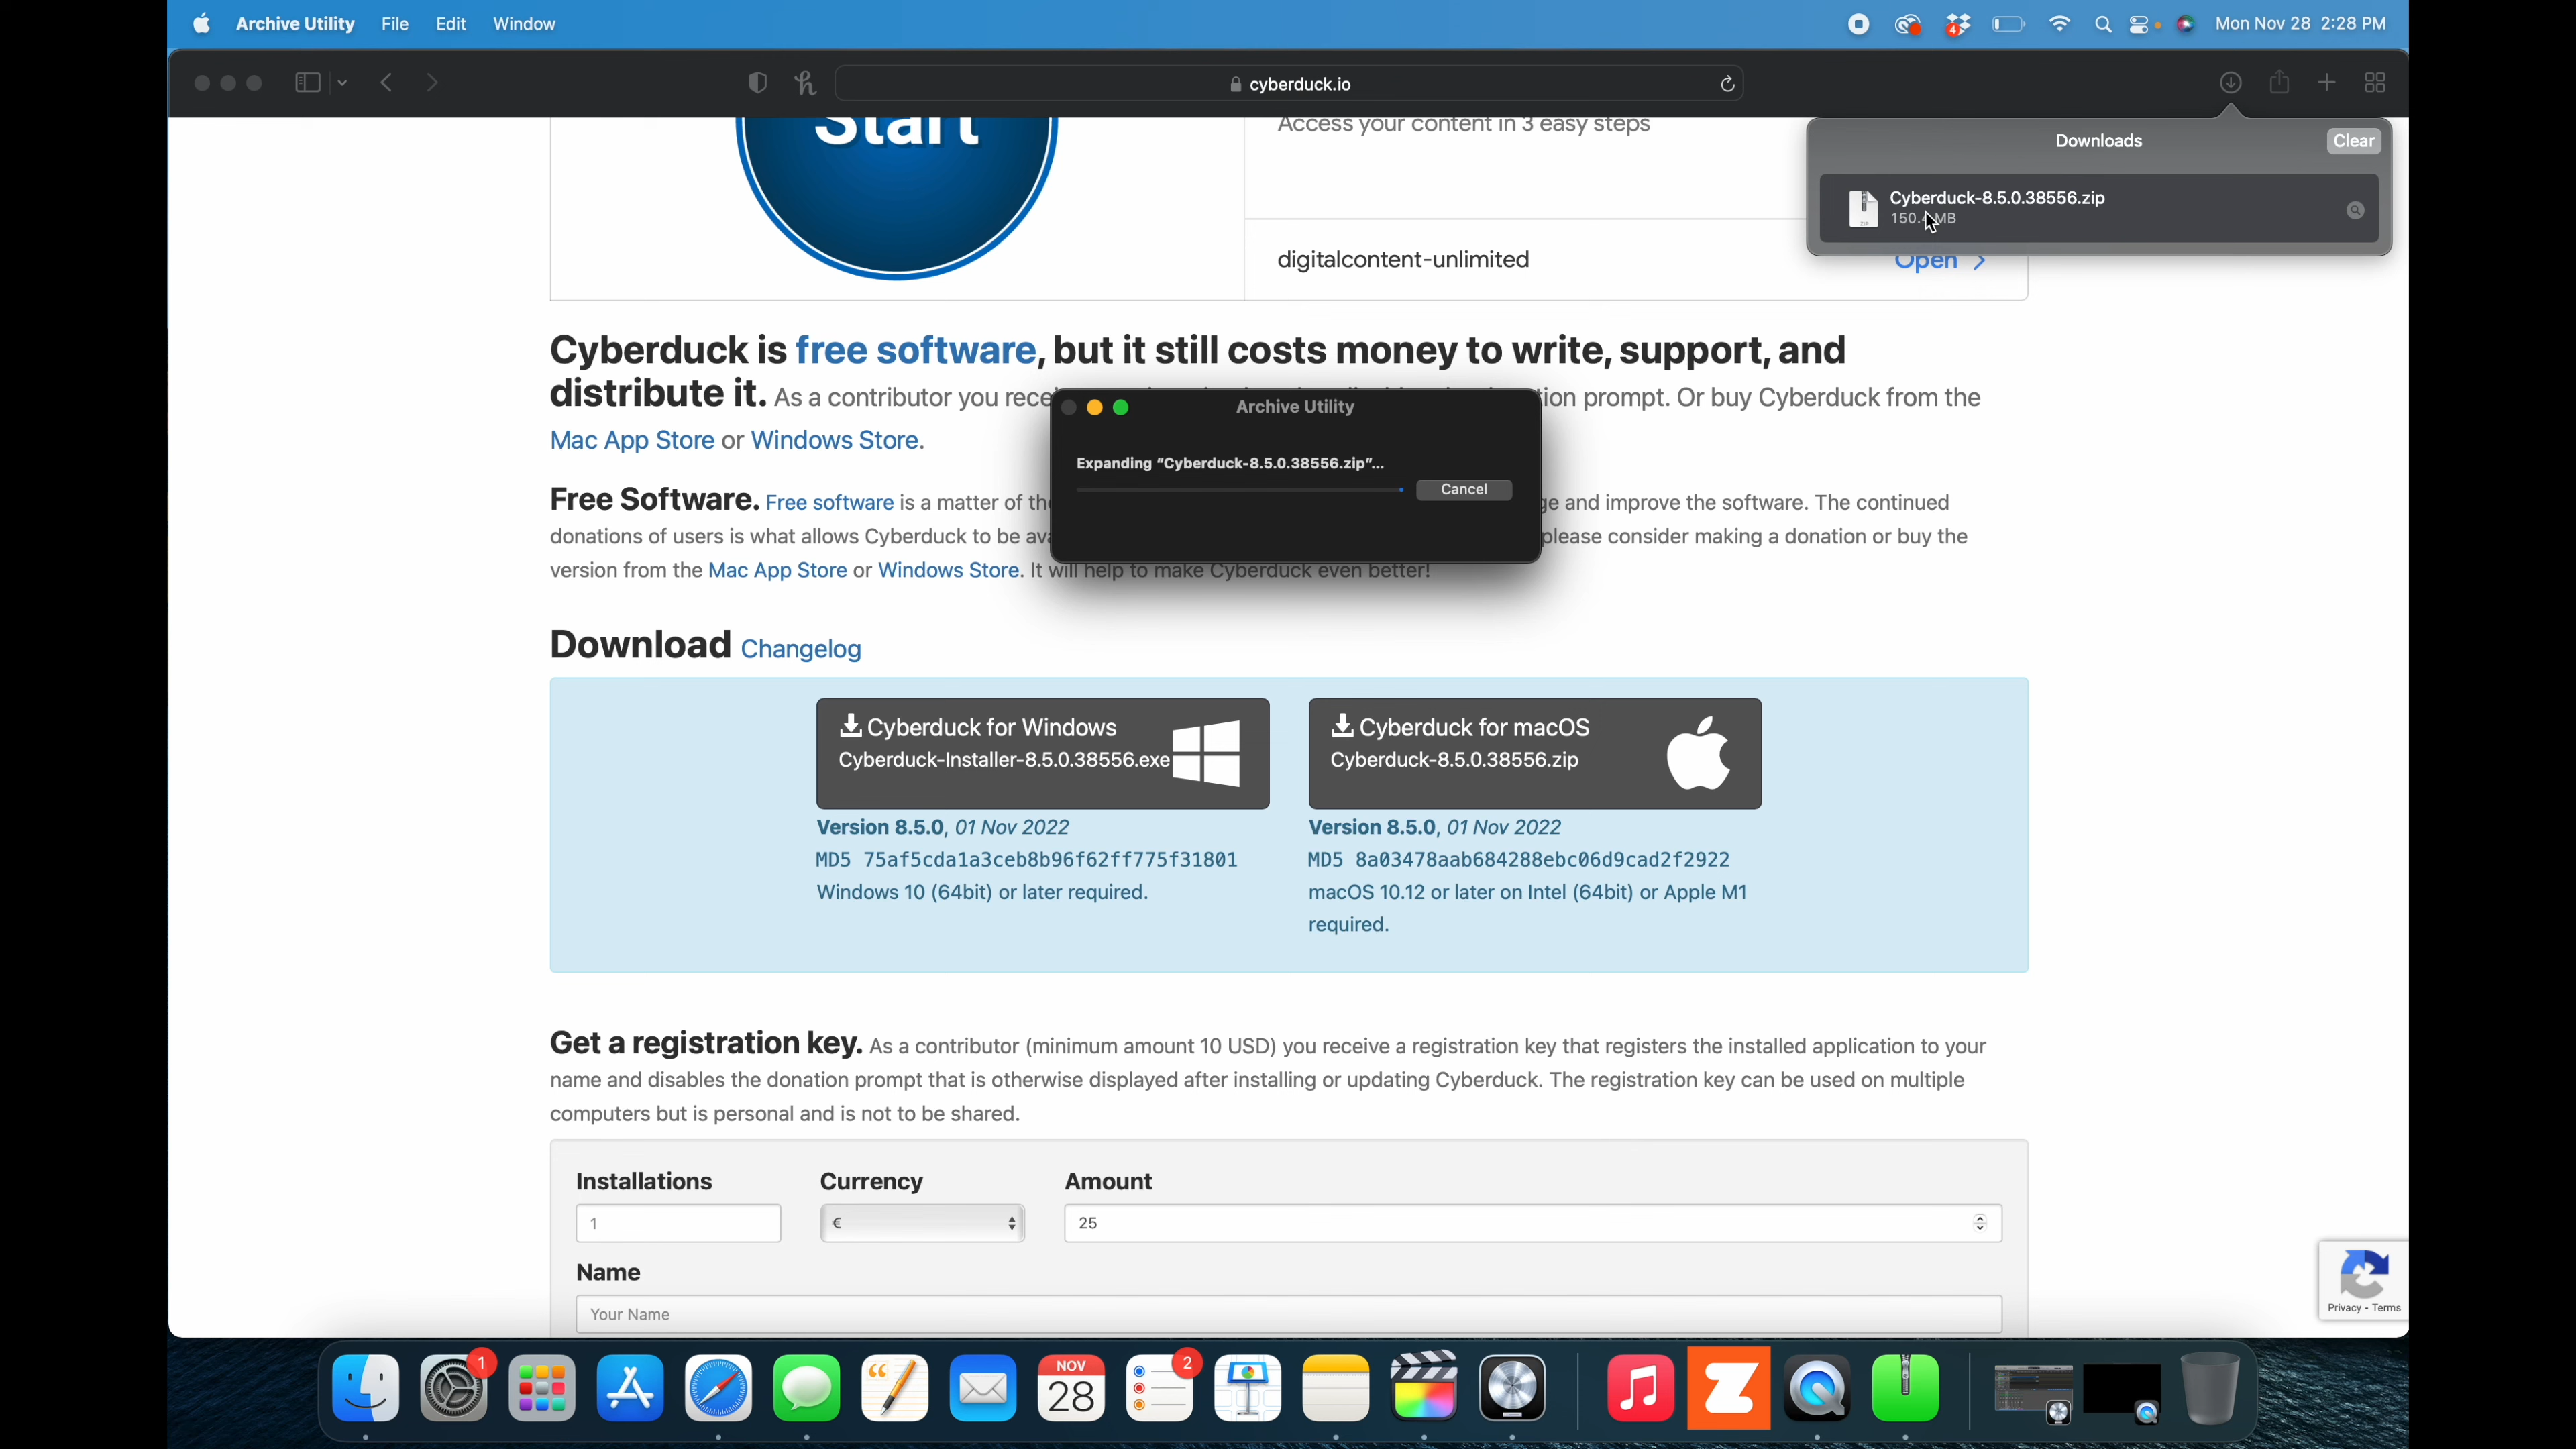 Archive Utility File Edit Window
4
Mon Nov 28 2:28 PM
cyberduck.io
Start
Access your content in 3 easy steps
Downloads
Clear
Cyberduck-8.5.0.38556.zip
MB
digitalcontent-unlimited
Open
Cyberduck is free software, but it still costs money to write, support, and
distribute it. As a contributor you
tion prompt. Or buy Cyberduck from the
Mac App Store or Windows Store.
Archive Utility
Expanding “Cyberduck-8.5.0.38556.zip”...
Cancel
Free Software. Free software is a matter of
and improve the software. The continued
donations of users is what allows Cyberduck to be
please consider making a donation or buy the
version from the Mac App Store or Windows Store. It will help to make Cyberduck even better!
Download Changelog
Cyberduck for Windows
Cyberduck-Installer-8.5.0.38556.exe
Version 8.5.0, 01 Nov 2022
MD5 75af5cda1a3ceb8b96f62ff775f31801
Windows 10 (64bit) or later required.
Cyberduck for macOS
Cyberduck-8.5.0.38556.zip
Version 8.5.0, 01 Nov 2022
MD5 8a03478aab684288ebc06d9cad2f2922
macOS 10.12 or later on Intel (64bit) or Apple M1
required.
Get a registration key. As a contributor (minimum amount 10 USD) you receive a registration key that registers the installed application to your
name and disables the donation prompt that is otherwise displayed after installing or updating Cyberduck. The registration key can be used on multiple
computers but is personal and is not to be shared.
Installations Currency Amount
1 € 25
Name
Your Name
Privacy - Terms
1
NOV
28
2